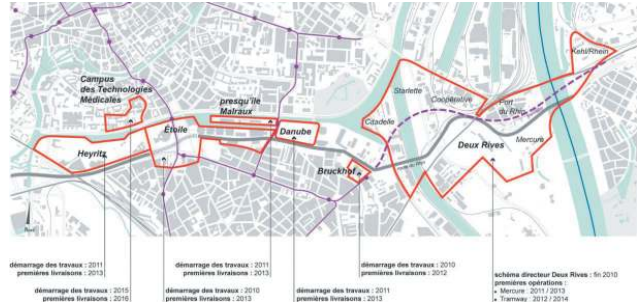 Campus
des Technologies
Médicales
presqu'île
Malraux
Étoile
Danube
Heyritz
Bruckhof
Citadelle
Starlette
Coopérative
Port
du Rhin
Kehl/Rhein
Deux Rives
Mercure
démarrage des travaux : 2011
premières livraisons : 2013
démarrage des travaux : 2015
premières livraisons : 2016
démarrage des travaux : 2010
premières livraisons : 2013
démarrage des travaux : 2011
premières livraisons : 2013
démarrage des travaux : 2011
premières livraisons : 2013
démarrage des travaux : 2010
premières livraisons : 2012
schéma directeur Deux Rives : fin 2010
premières opérations :
• Mercure : 2011 / 2013
• Tramway : 2012 / 2014